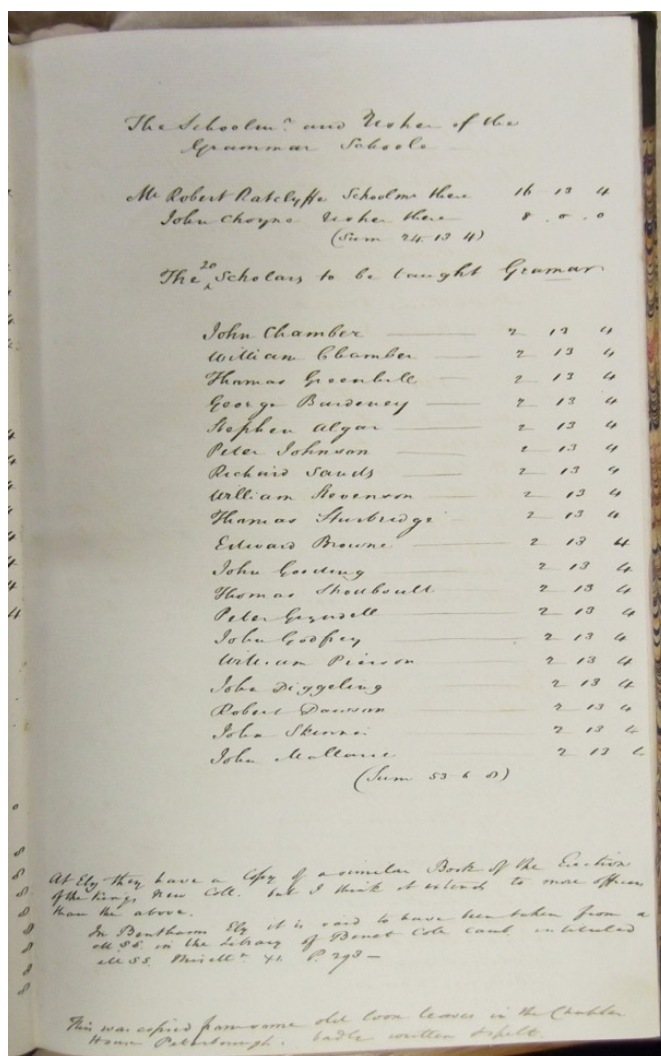 The Schoolmr. and Usher of the
Grammar Schoole
Mr Robert Ratclyffe Schoolmr there 16 13 4
John Choyne Usher there 8 . 0 . 0
(Sum 24. 13 4)
The 20 Scholars to be taught Gramar
John Chamber 2 13 4
William Chamber 2 13 4
Thomas Greenhill 2 13 4
George Burdeney 2 13 4
Stephen Algar 2 13 4
Peter Johnson 2 13 4
Richard Sands 2 13 4
William Stevenson 2 13 4
Thomas Sturbridge 2 13 4
Edward Browne 2 13 4
John Gooding 2 13 4
Thomas Shotboult 2 13 4
Peter 2 13 4
John Godfrey 2 13 4
William Pierson 2 13 4
John Diggeling 2 13 4
Robert Dawson 2 13 4
John Skinner 2 13 4
John 2 13 4
(Sum 53 6 8)
At Ely they have a Copy of a similar Book of the Erection
of the Kings New Coll. but I think it extends to more officers
than the above.
In Benthams Ely it is said to have been taken from a
MSS. in the Library of Benet Coll Camb. intituled
MSS. P. 298 —
This was copied from some old loose leaves in the Chapter
House Peterborough. badly written & spelt.